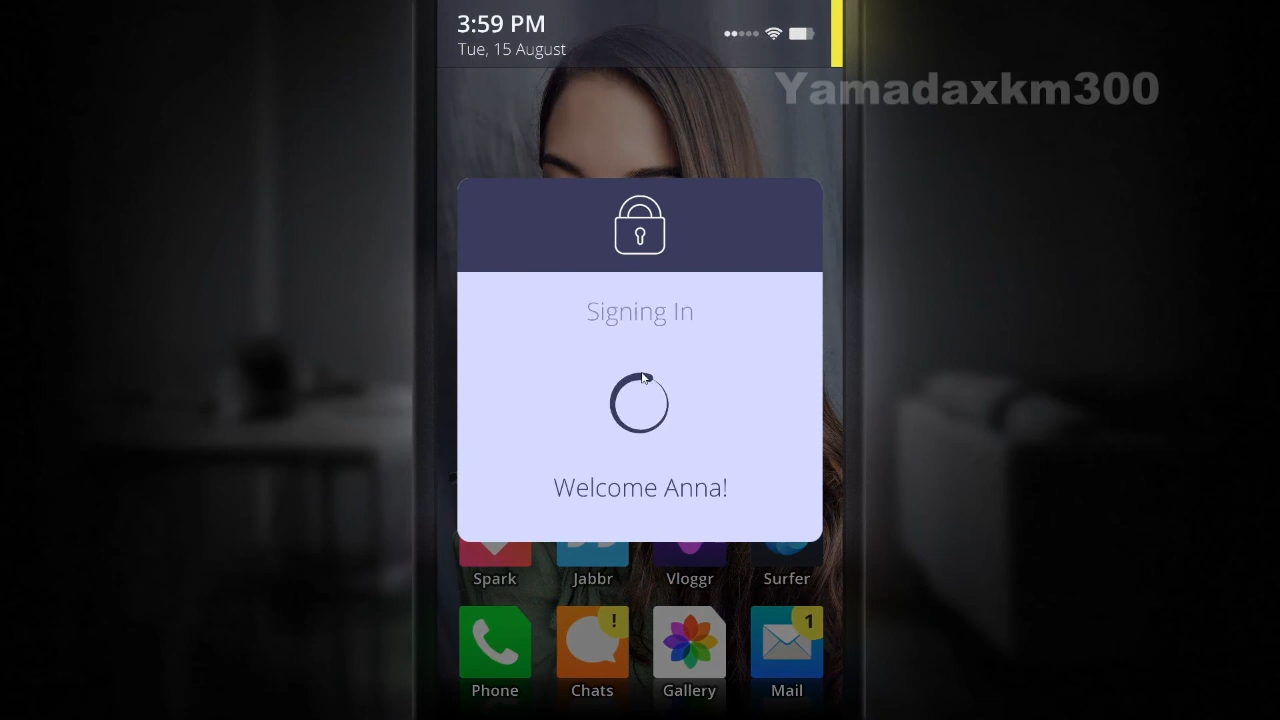 3:59 PM
Tue, 15 August
Yamadaxkm300
Signing In
Welcome Anna!
Spark Jabbr Vloggr Surfer
! 1
Phone Chats Gallery Mail